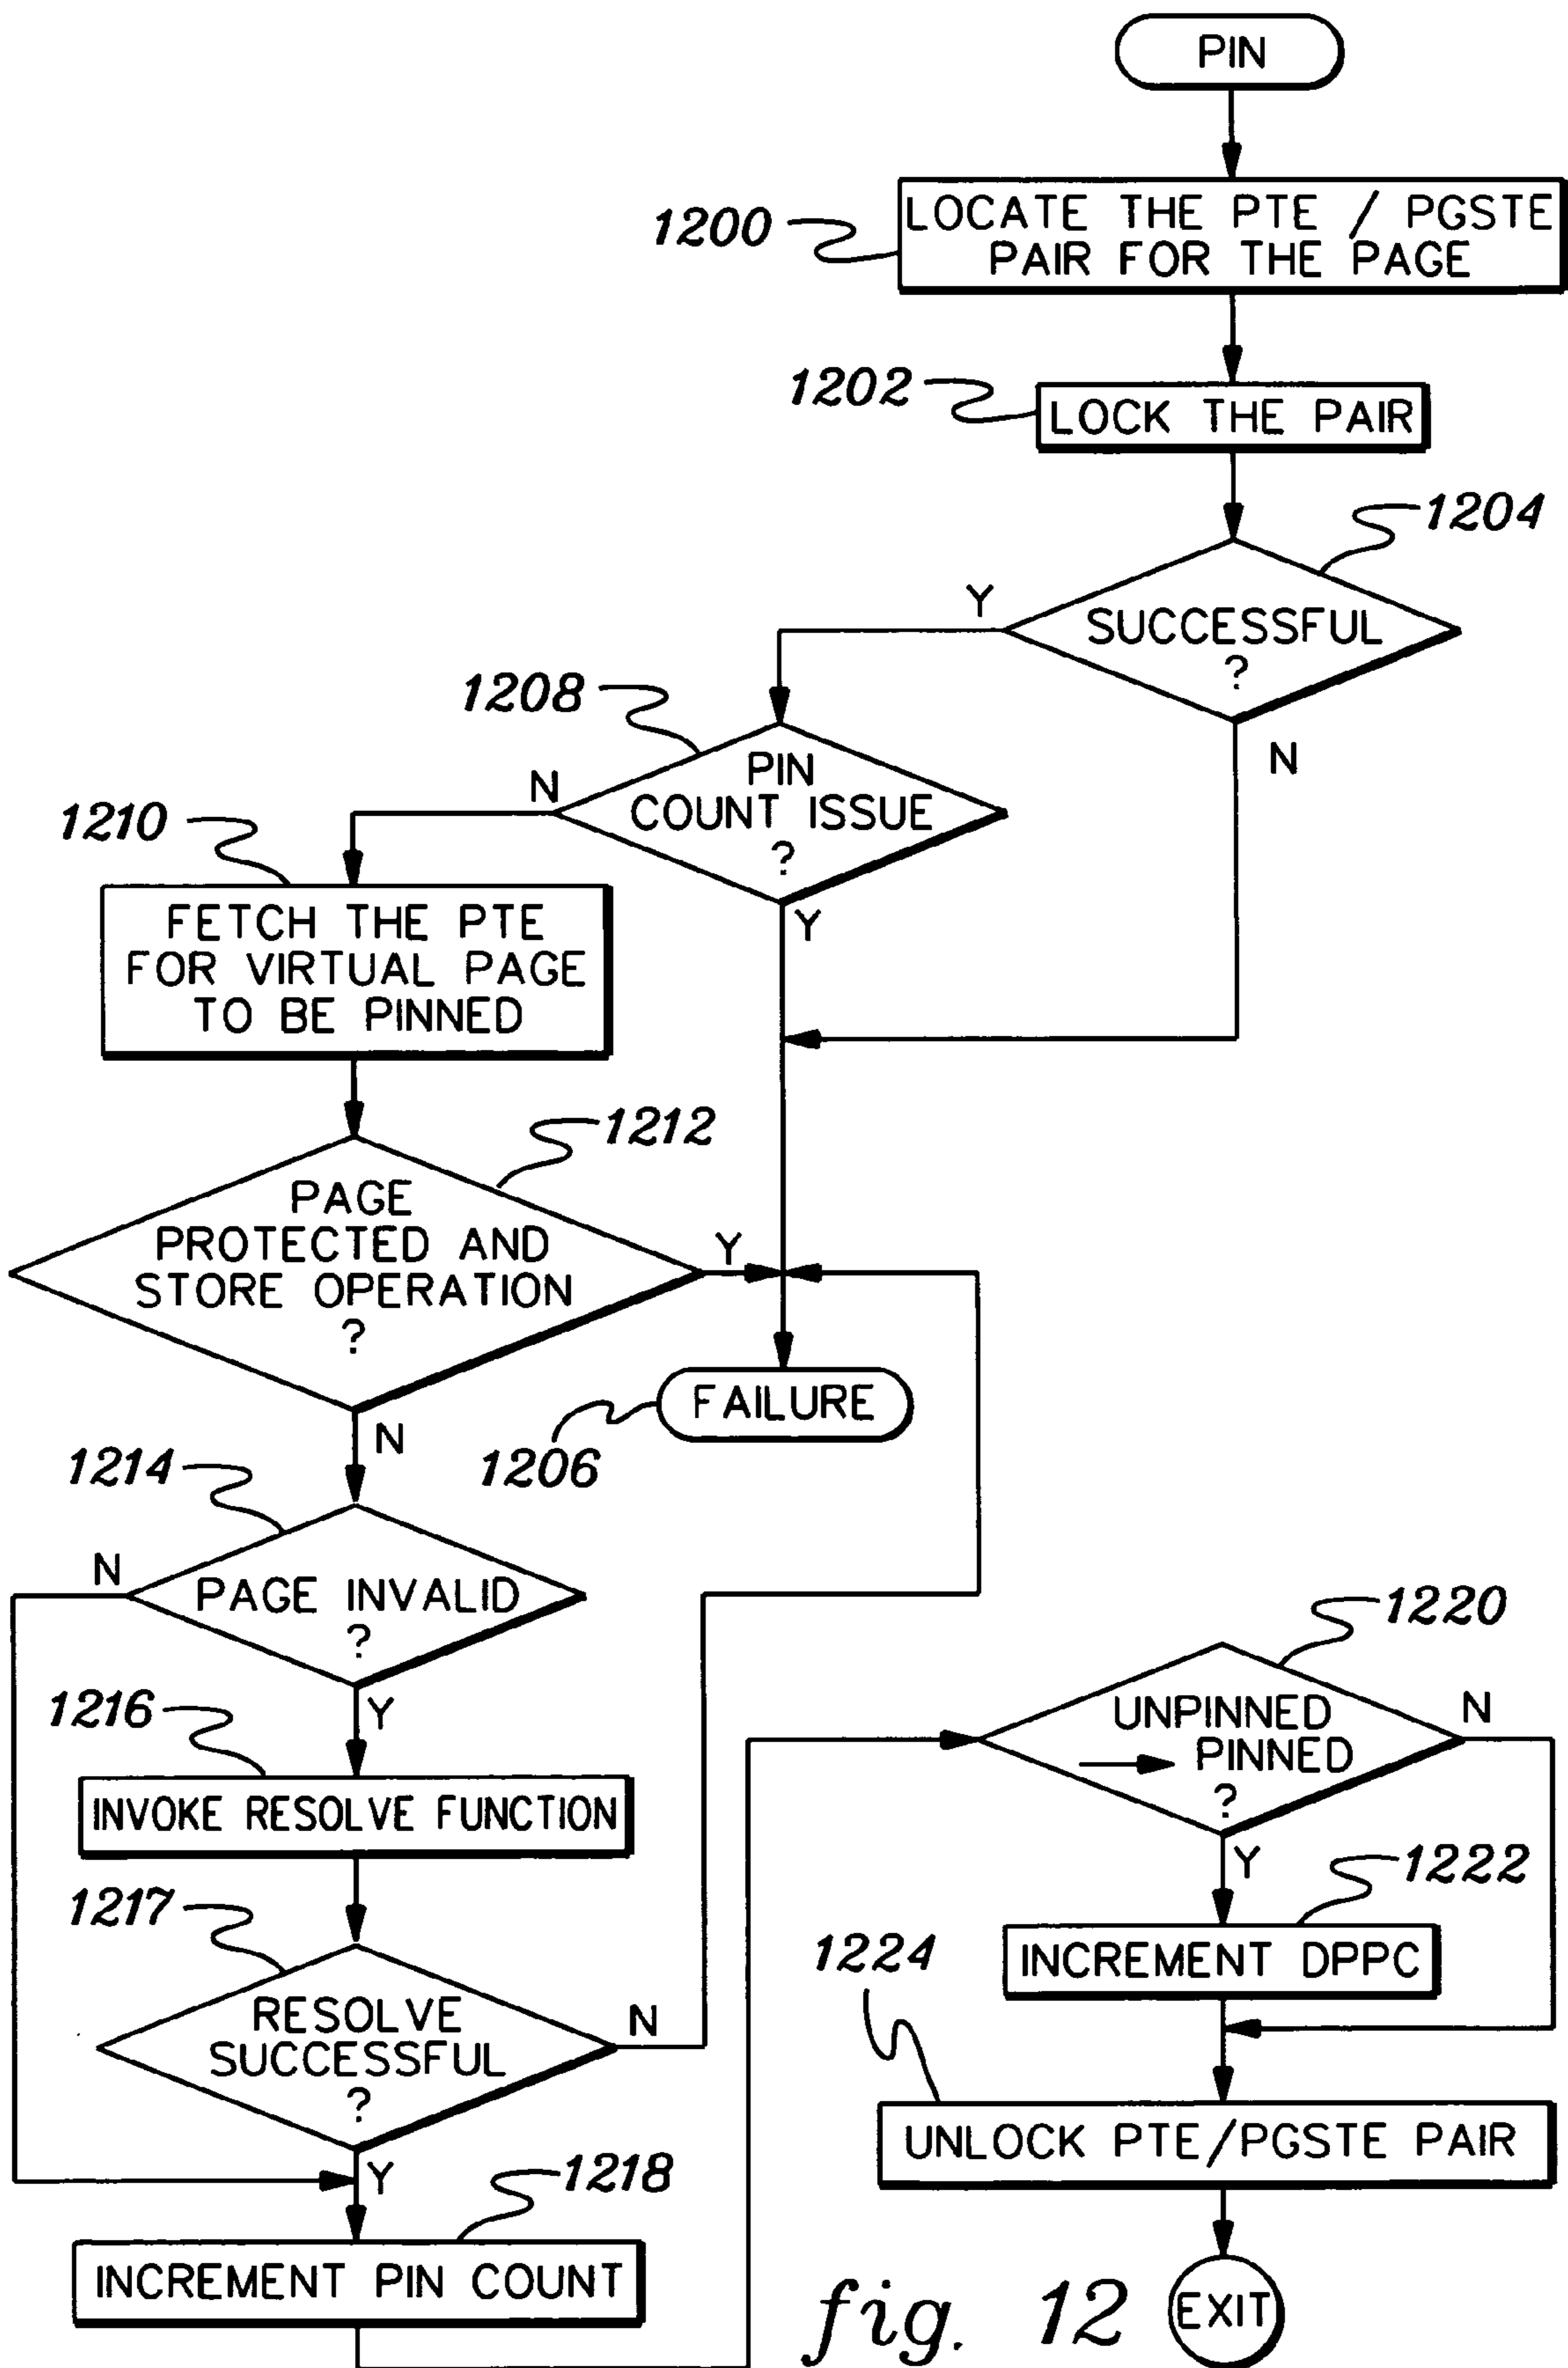 PIN
1200
LOCATE THE PTE / PGSTE
PAIR FOR THE PAGE
1202
LOCK THE PAIR
1204
SUCCESSFUL
?
Y
N
1208
PIN
COUNT ISSUE
?
N
Y
1210
FETCH THE PTE
FOR VIRTUAL PAGE
TO BE PINNED
1212
PAGE
PROTECTED AND
STORE OPERATION
?
Y
N
FAILURE
1206
1214
PAGE INVALID
?
N
Y
1216
INVOKE RESOLVE FUNCTION
1217
RESOLVE
SUCCESSFUL
?
N
Y
1218
INCREMENT PIN COUNT
1220
UNPINNED
→ PINNED
?
N
Y
1222
INCREMENT DPPC
1224
UNLOCK PTE/PGSTE PAIR
EXIT
fig. 12